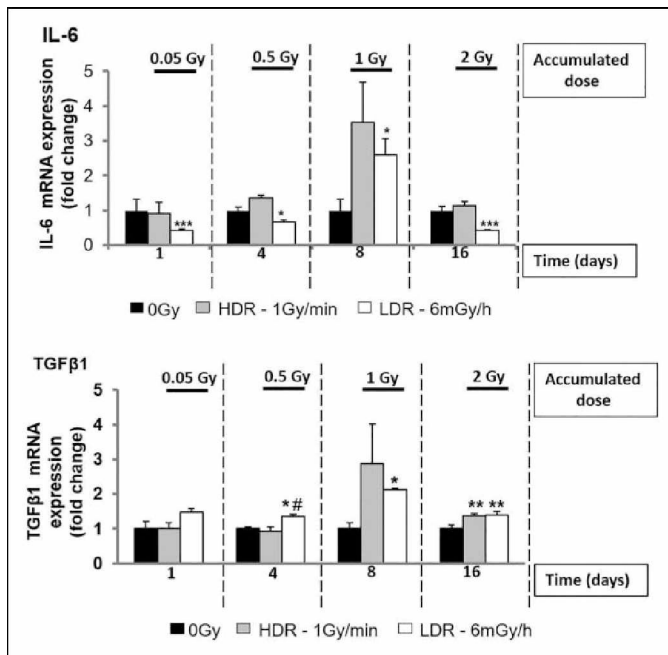 IL-6
0.05 Gy 0.5 Gy 1 Gy 2 Gy
Accumulated
dose
IL-6 mRNA expression
(fold change)
5
4
3
2
1
0
*** * * ***
1 4 8 16
Time (days)
0Gy HDR - 1Gy/min LDR - 6mGy/h
TGFβ1
0.05 Gy 0.5 Gy 1 Gy 2 Gy
Accumulated
dose
TGFβ1 mRNA
expression
(fold change)
5
4
3
2
1
0
*# * ** **
1 4 8 16
Time (days)
0Gy HDR - 1Gy/min LDR - 6mGy/h